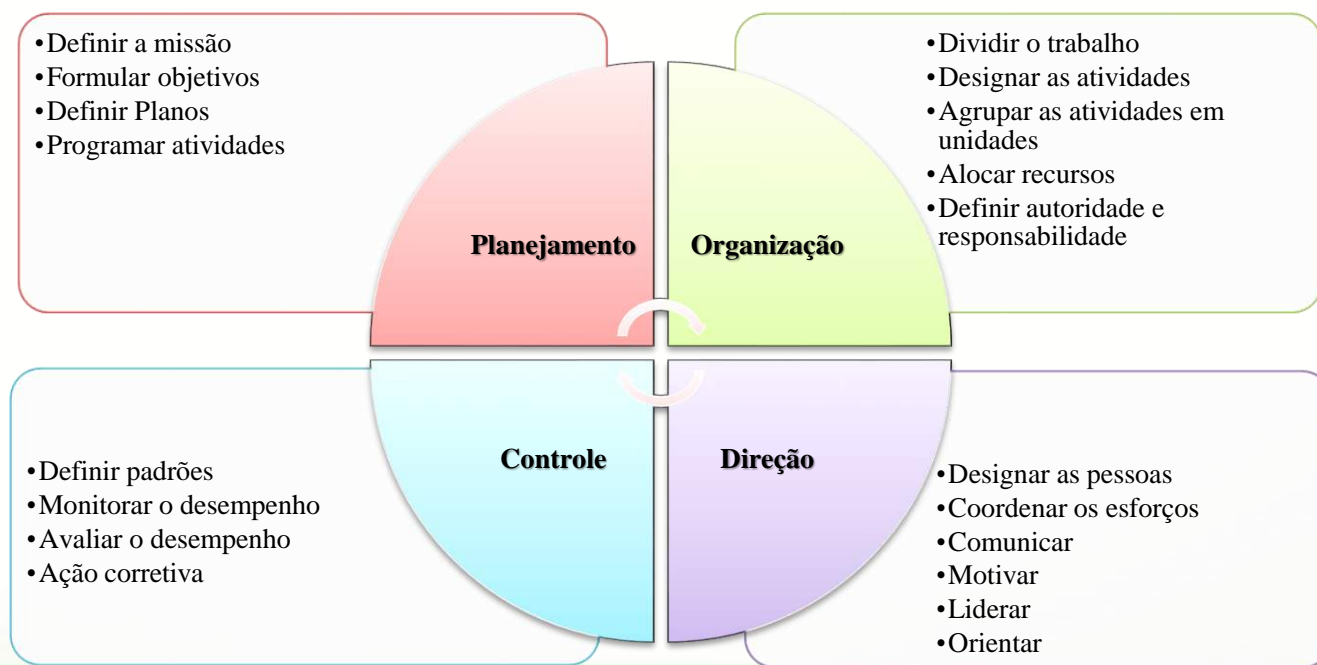 •Definir a missão
•Formular objetivos
•Definir Planos
•Programar atividades
•Dividir o trabalho
•Designar as atividades
•Agrupar as atividades em
unidades
•Alocar recursos
•Definir autoridade e
responsabilidade
Planejamento
Organização
Controle
Direção
•Definir padrões
•Monitorar o desempenho
•Avaliar o desempenho
•Ação corretiva
•Designar as pessoas
•Coordenar os esforços
•Comunicar
•Motivar
•Liderar
•Orientar